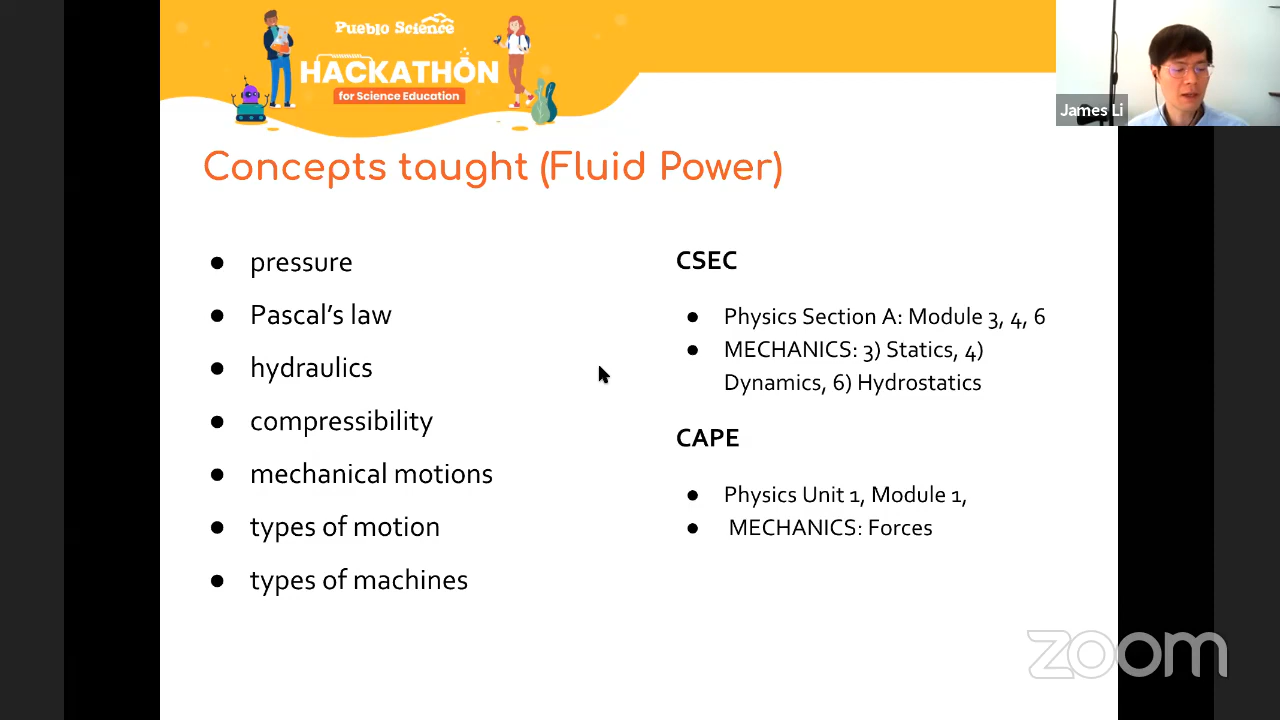 Pueblo Science
HACKATHON
for Science Education
James Li
Concepts taught (Fluid Power)
● pressure
● Pascal's law
● hydraulics
● compressibility
● mechanical motions
● types of motion
● types of machines
CSEC
● Physics Section A: Module 3, 4, 6
● MECHANICS: 3) Statics, 4)
Dynamics, 6) Hydrostatics
CAPE
● Physics Unit 1, Module 1,
● MECHANICS: Forces
zoom